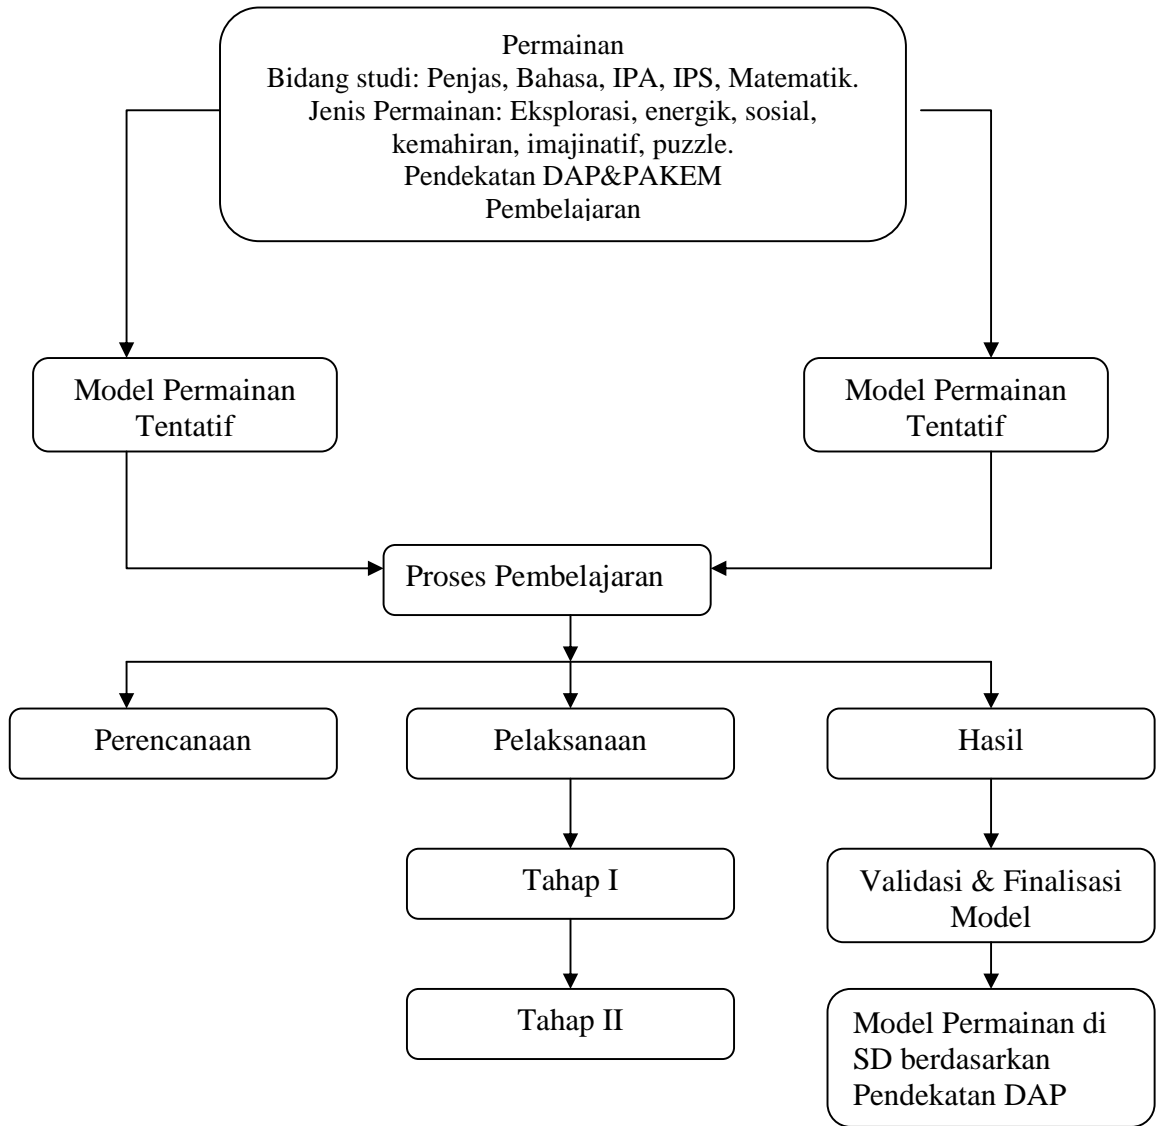 Permainan
Bidang studi: Penjas, Bahasa, IPA, IPS, Matematik.
Jenis Permainan: Eksplorasi, energik, sosial,
kemahiran, imajinatif, puzzle.
Pendekatan DAP&PAKEM
Pembelajaran
Model Permainan
Tentatif
Model Permainan
Tentatif
Proses Pembelajaran
Perencanaan
Pelaksanaan
Hasil
Tahap I
Validasi & Finalisasi
Model
Tahap II
Model Permainan di
SD berdasarkan
Pendekatan DAP